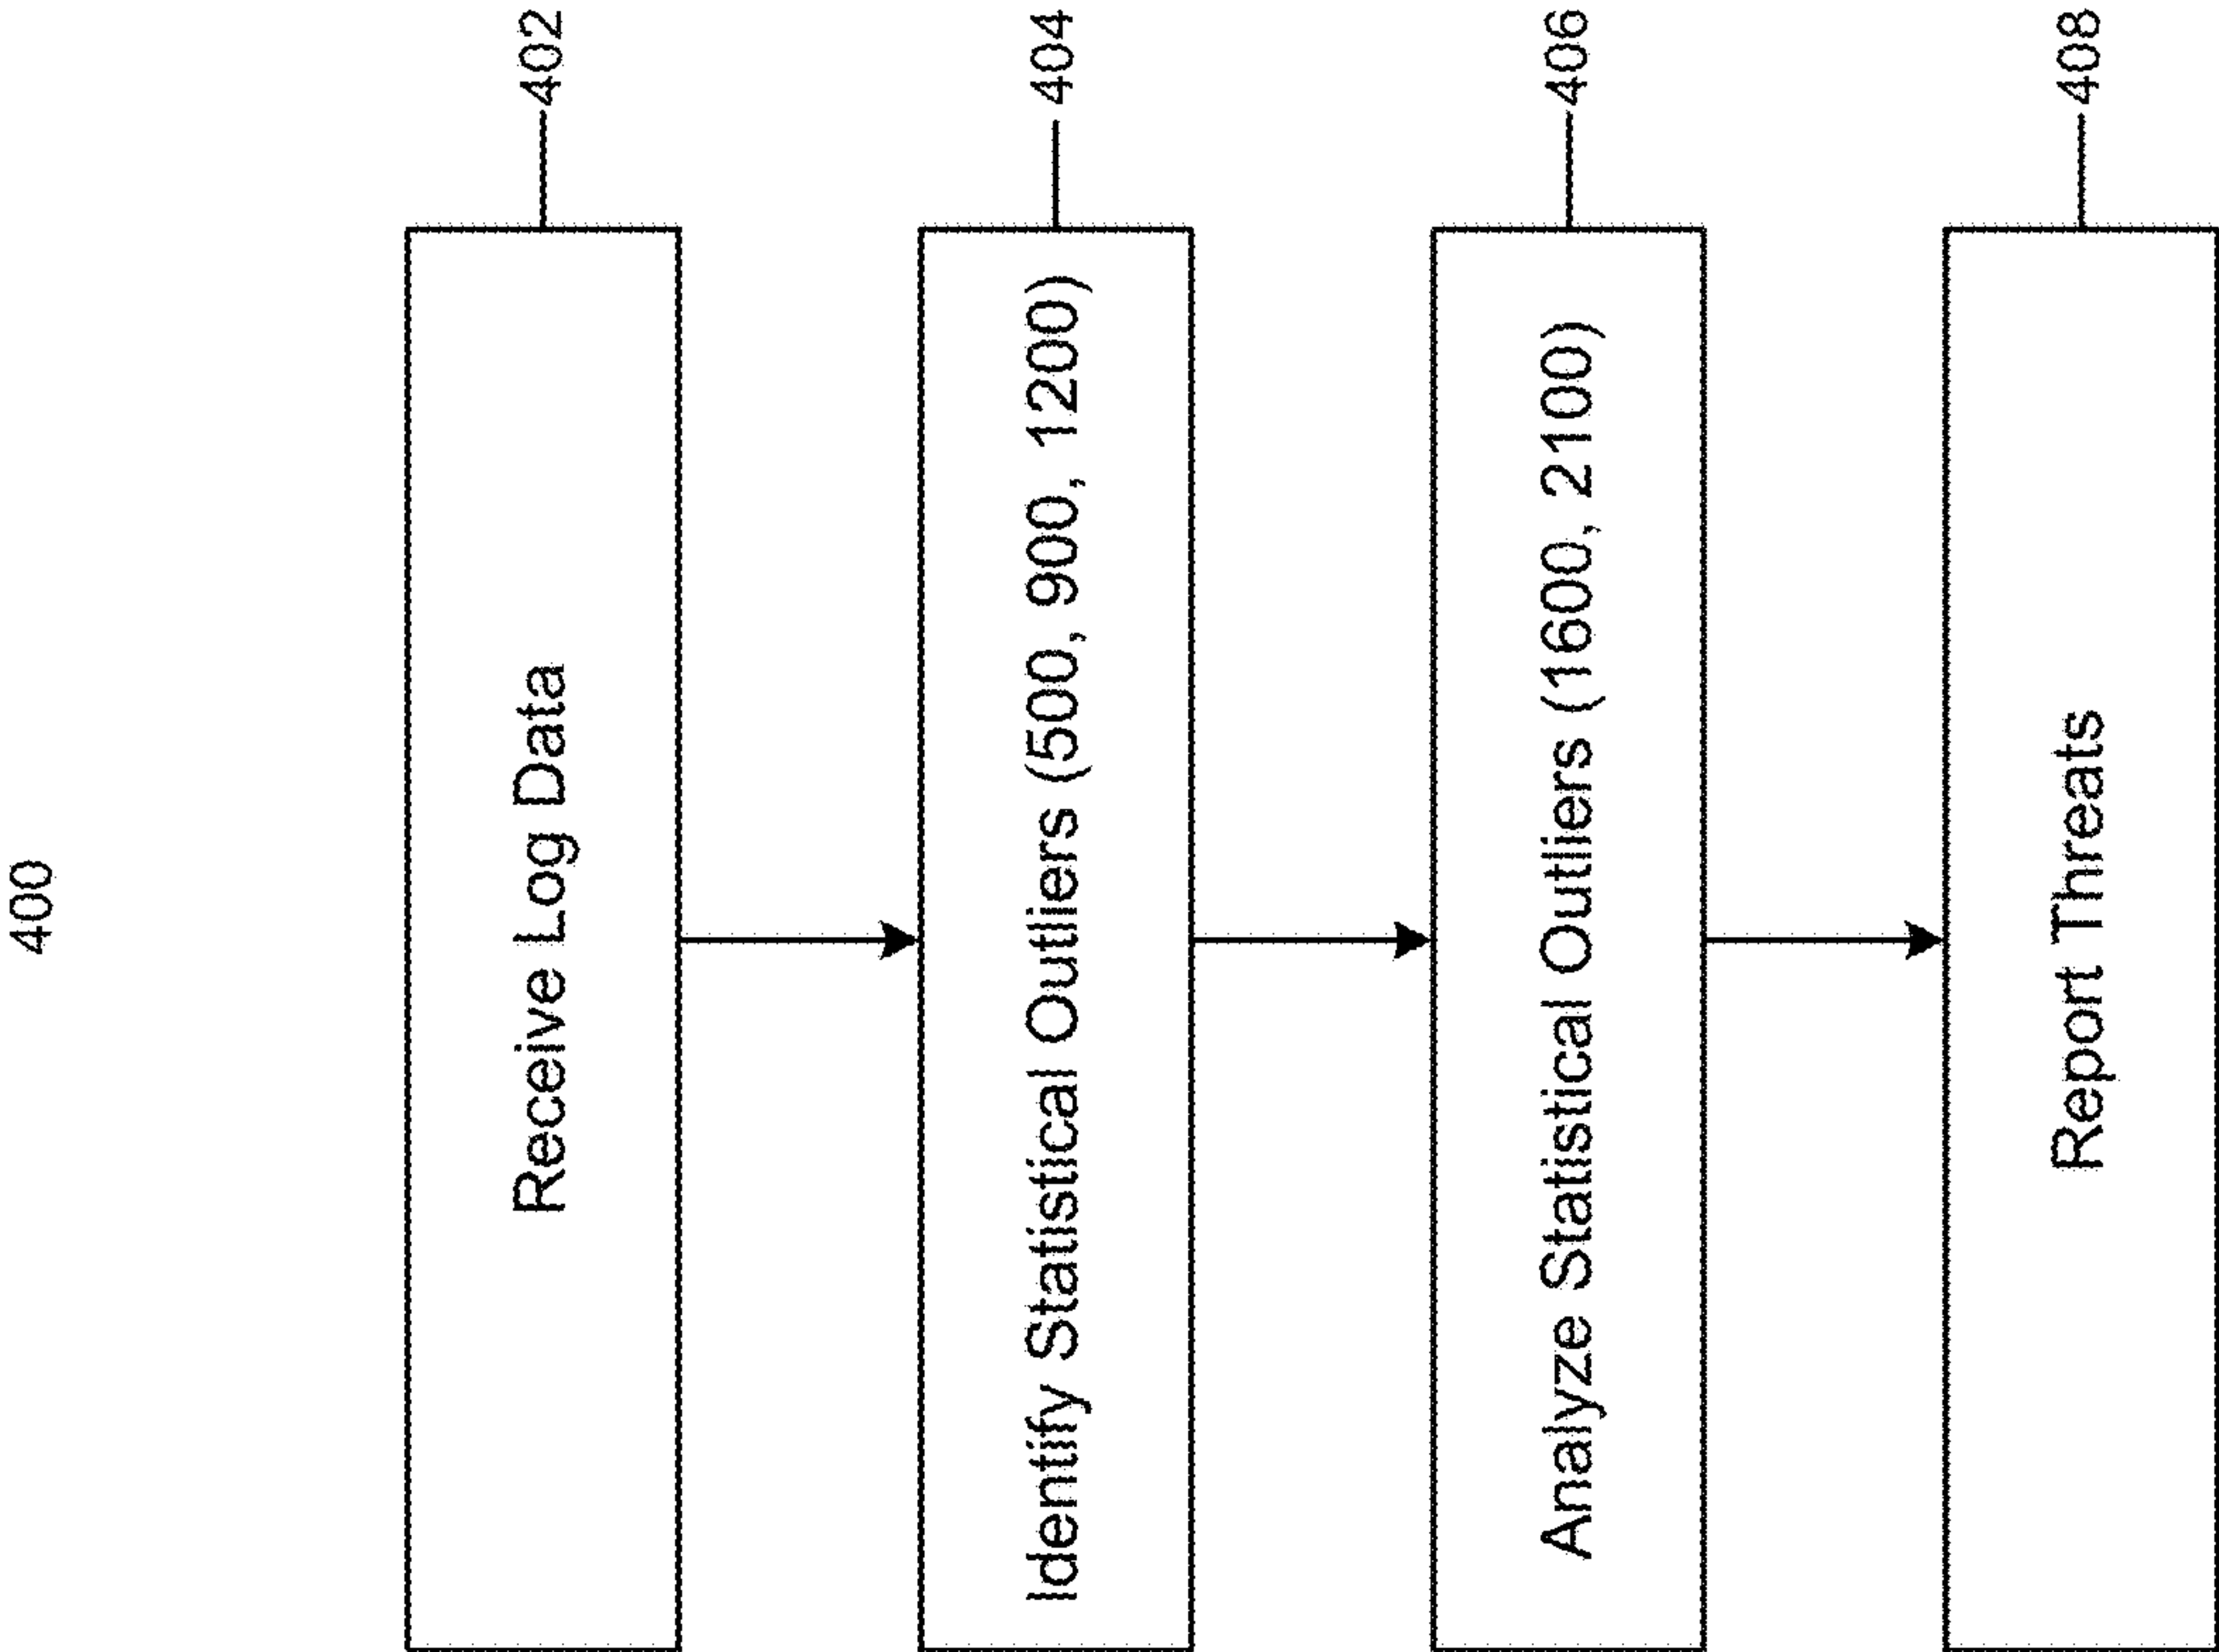 400
Receive Log Data
402
Identify Statistical Outliers (500, 900, 1200)
404
Analyze Statistical Outliers (1600, 2100)
406
Report Threats
408